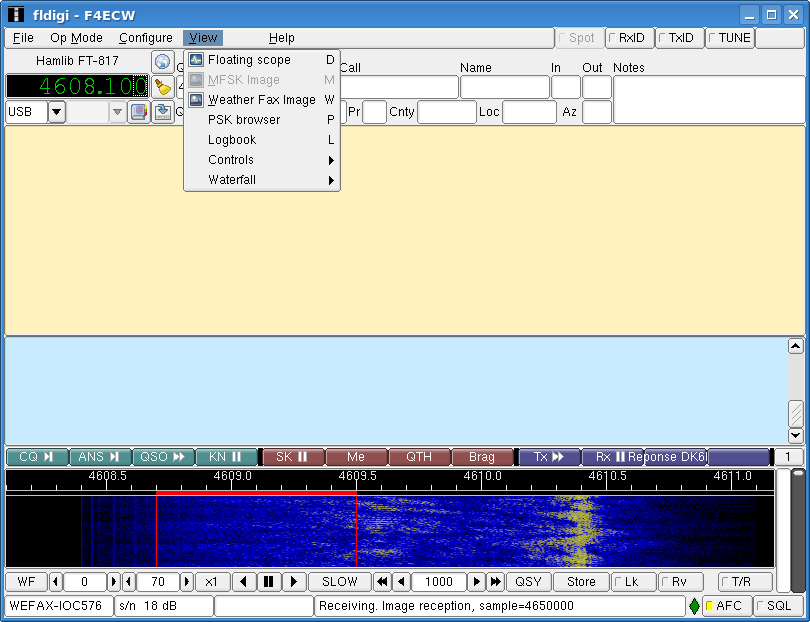 fldigi - F4ECW
File Op Mode Configure View Help Spot RxID TxID TUNE
Hamlib FT-817
Floating scope D
Call Name In Out Notes
4608.100
MFSK Image M
Weather Fax Image W
USB
Pr Cnty Loc Az
PSK browser P
Logbook L
Controls
Waterfall
CQ ANS QSO KN SK Me QTH Brag Tx Rx Reponse DK6 1
4608.5 4609.0 4609.5 4610.0 4610.5 4611.0
WF 0 70 x1 SLOW 1000 QSY Store Lk Rv T/R
WEFAX-IOC576 s/n 18 dB Receiving. Image reception, sample=4650000 AFC SQL